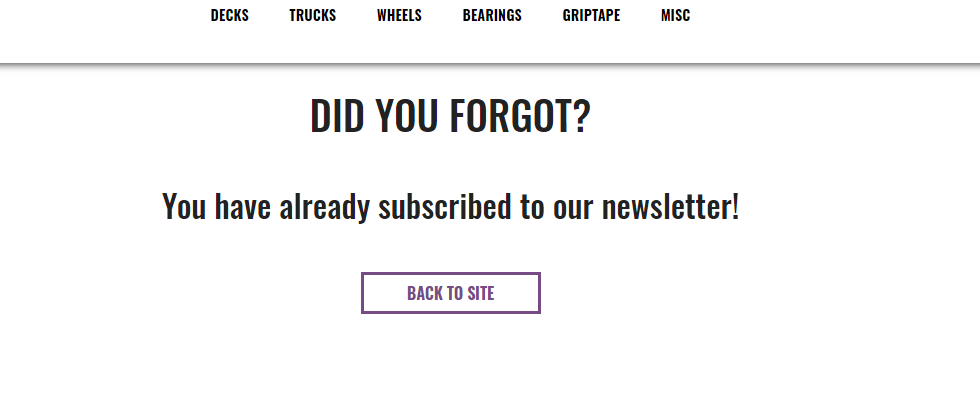 DECKS TRUCKS WHEELS BEARINGS GRIPTAPE MISC
DID YOU FORGOT?
You have already subscribed to our newsletter!
BACK TO SITE